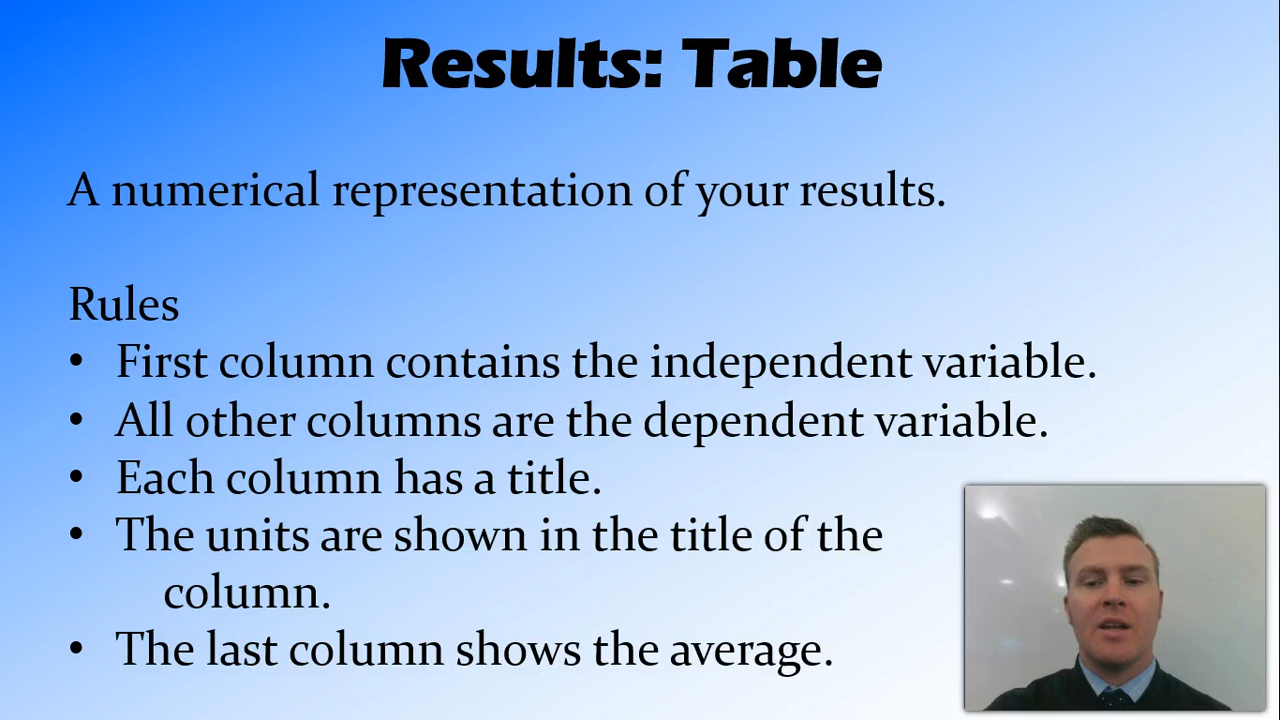 Results: Table
A numerical representation of your results.
Rules
• First column contains the independent variable.
• All other columns are the dependent variable.
• Each column has a title.
• The units are shown in the title of the
column.
• The last column shows the average.